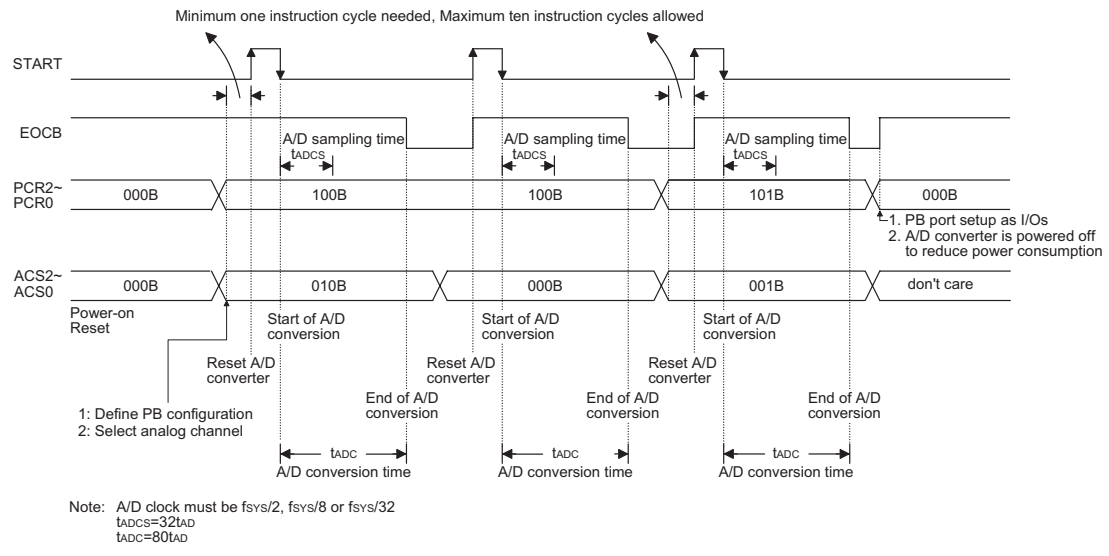 Minimum one instruction cycle needed, Maximum ten instruction cycles allowed
START
EOCB
A/D sampling time
tADCS
A/D sampling time
tADCS
A/D sampling time
tADCS
PCR2~
PCR0
000B
100B
100B
101B
000B
1. PB port setup as I/Os
2. A/D converter is powered off
to reduce power consumption
ACS2~
ACS0
000B
010B
000B
001B
don't care
Power-on
Reset
Start of A/D
conversion
Start of A/D
conversion
Start of A/D
conversion
Reset A/D
converter
Reset A/D
converter
Reset A/D
converter
1: Define PB configuration
2: Select analog channel
End of A/D
conversion
End of A/D
conversion
End of A/D
conversion
tADC
A/D conversion time
tADC
A/D conversion time
tADC
A/D conversion time
Note: A/D clock must be fSYS/2, fSYS/8 or fSYS/32
tADCS=32tAD
tADC=80tAD